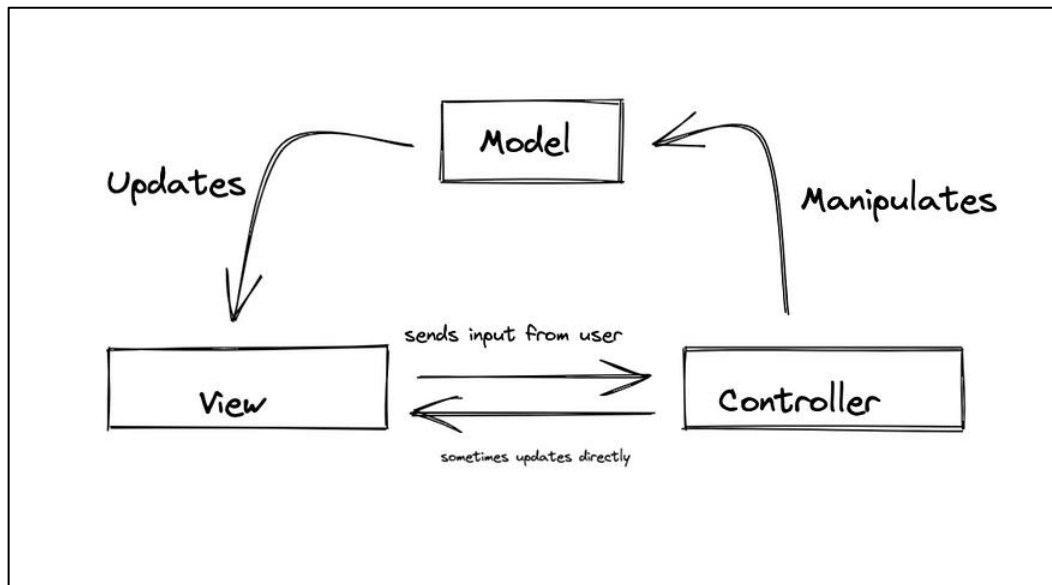 Model
Updates
Manipulates
sends input from user
View
Controller
sometimes updates directly